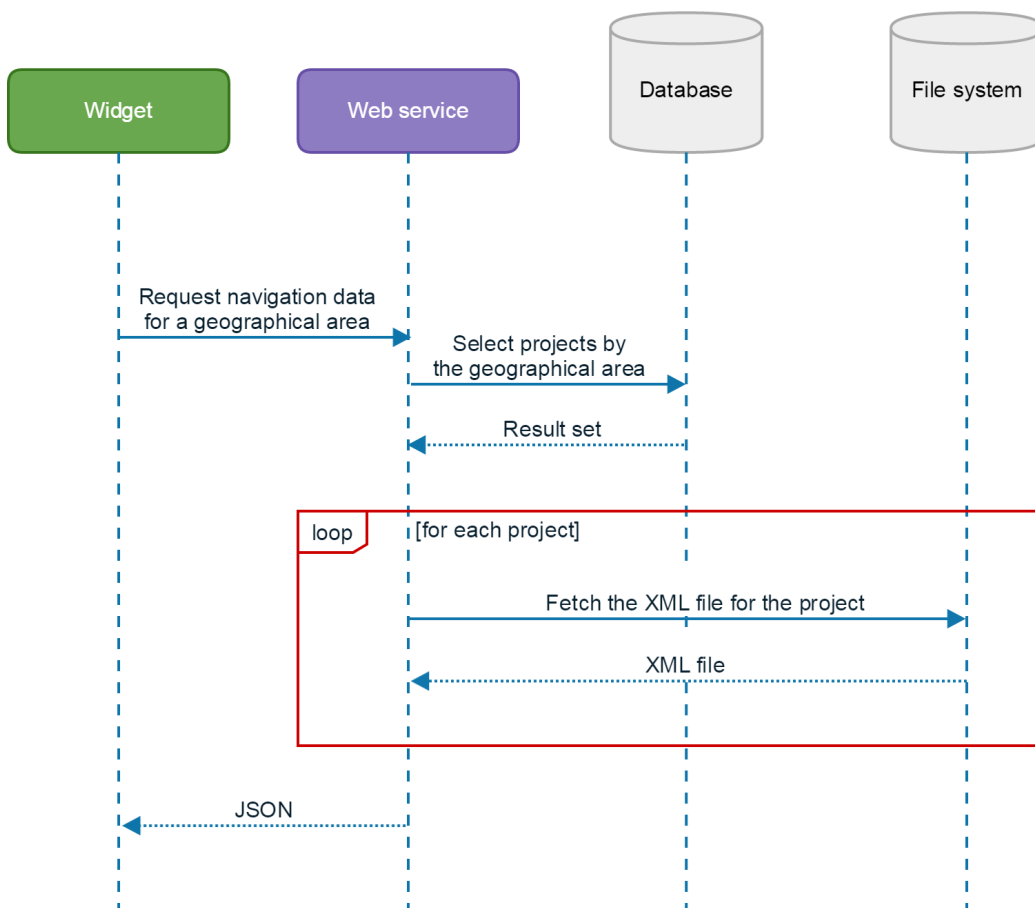 Widget
Web service
Database
File system
Request navigation data
for a geographical area
Select projects by
the geographical area
Result set
loop
[for each project]
Fetch the XML file for the project
XML file
JSON